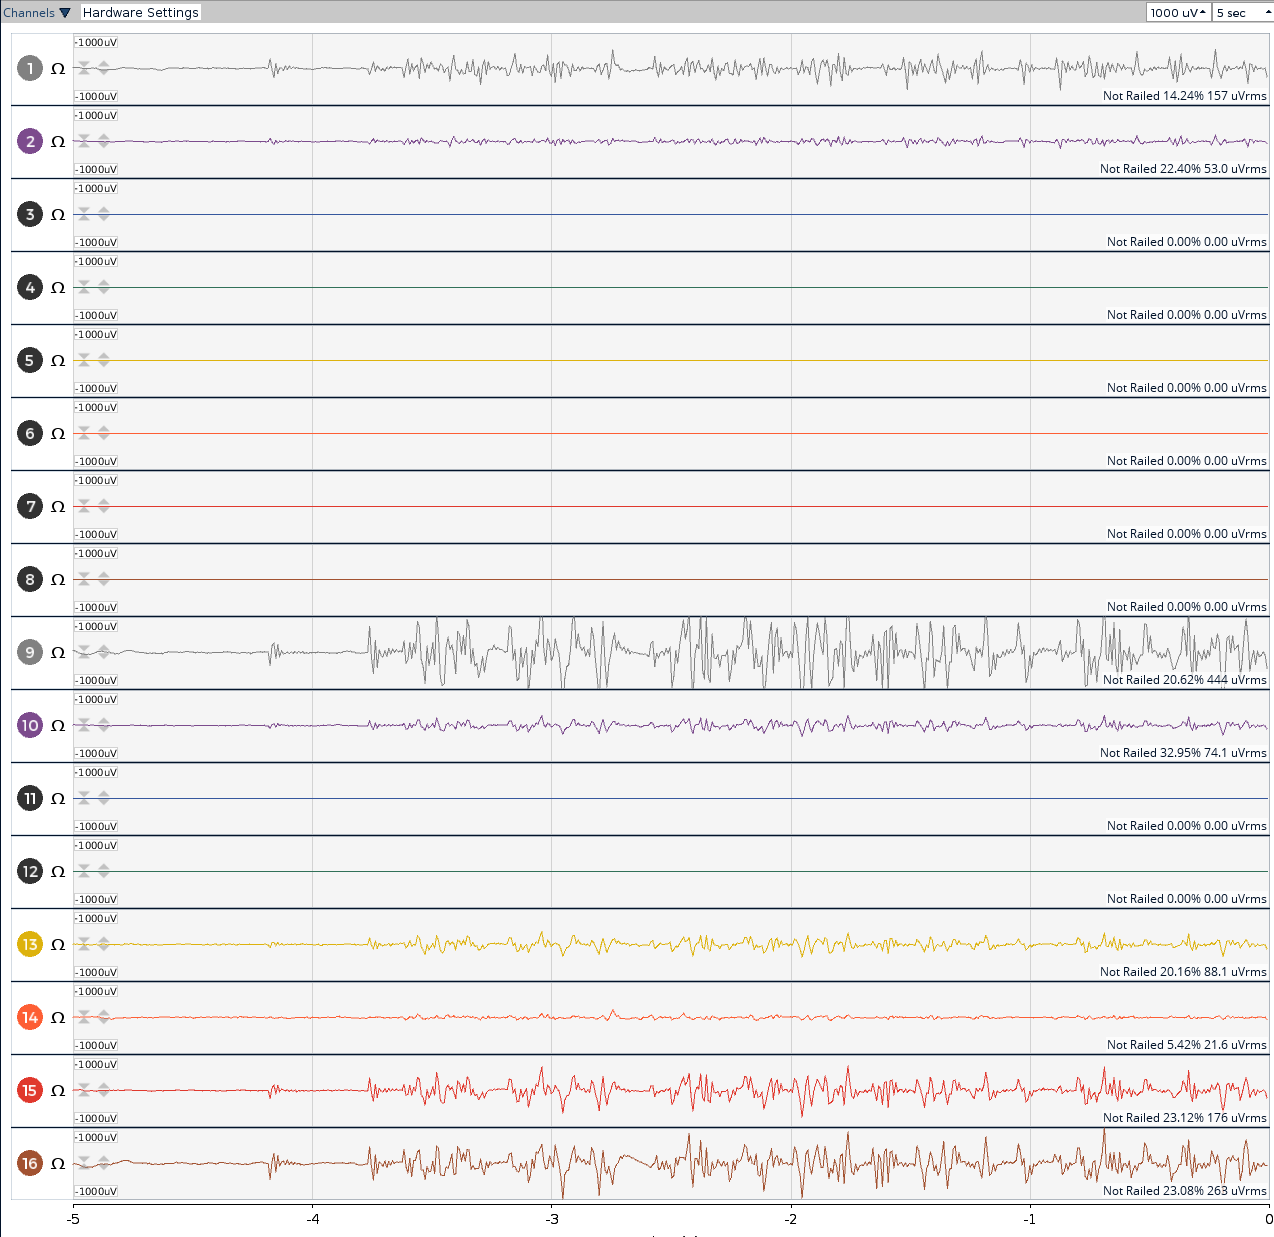 Channels Hardware Settings 1000 uV 5 sec
-1000uV
1 Ω
-1000uV Not Railed 14.24% 157 uVrms
-1000uV
2 Ω
-1000uV Not Railed 22.40% 53.0 uVrms
-1000uV
3 Ω
-1000uV Not Railed 0.00% 0.00 uVrms
-1000uV
4 Ω
-1000uV Not Railed 0.00% 0.00 uVrms
-1000uV
5 Ω
-1000uV Not Railed 0.00% 0.00 uVrms
-1000uV
6 Ω
-1000uV Not Railed 0.00% 0.00 uVrms
-1000uV
7 Ω
-1000uV Not Railed 0.00% 0.00 uVrms
-1000uV
8 Ω
-1000uV Not Railed 0.00% 0.00 uVrms
-1000uV
9 Ω
-1000uV Not Railed 20.62% 444 uVrms
-1000uV
10 Ω
-1000uV Not Railed 32.95% 74.1 uVrms
-1000uV
11 Ω
-1000uV Not Railed 0.00% 0.00 uVrms
-1000uV
12 Ω
-1000uV Not Railed 0.00% 0.00 uVrms
-1000uV
13 Ω
-1000uV Not Railed 20.16% 88.1 uVrms
-1000uV
14 Ω
-1000uV Not Railed 5.42% 21.6 uVrms
-1000uV
15 Ω
-1000uV Not Railed 23.12% 176 uVrms
-1000uV
16 Ω
-1000uV Not Railed 23.08% 263 uVrms
-5 -4 -3 -2 -1 0